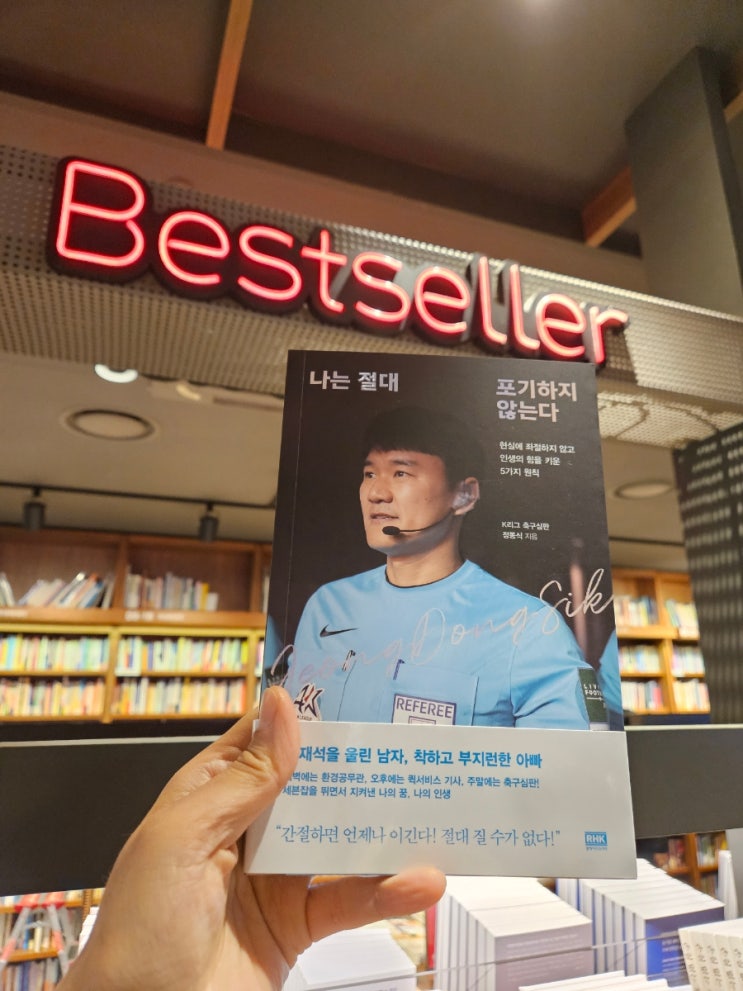 Bestseller
나는 절대
포기하지
않는다
현실에 좌절하지 않고
인생의 힘을 키운
5가지 원칙
K리그 축구심판
정동식 지음
Jeong Dong Sik
REFEREE
재석을 울린 남자, 착하고 부지런한 아빠
벽에는 환경공무관, 오후에는 퀵서비스 기사, 주말에는 축구심판!
세븐잡을 뛰면서 지켜낸 나의 꿈, 나의 인생
“간절하면 언제나 이긴다! 절대 질 수가 없다!”
RHK